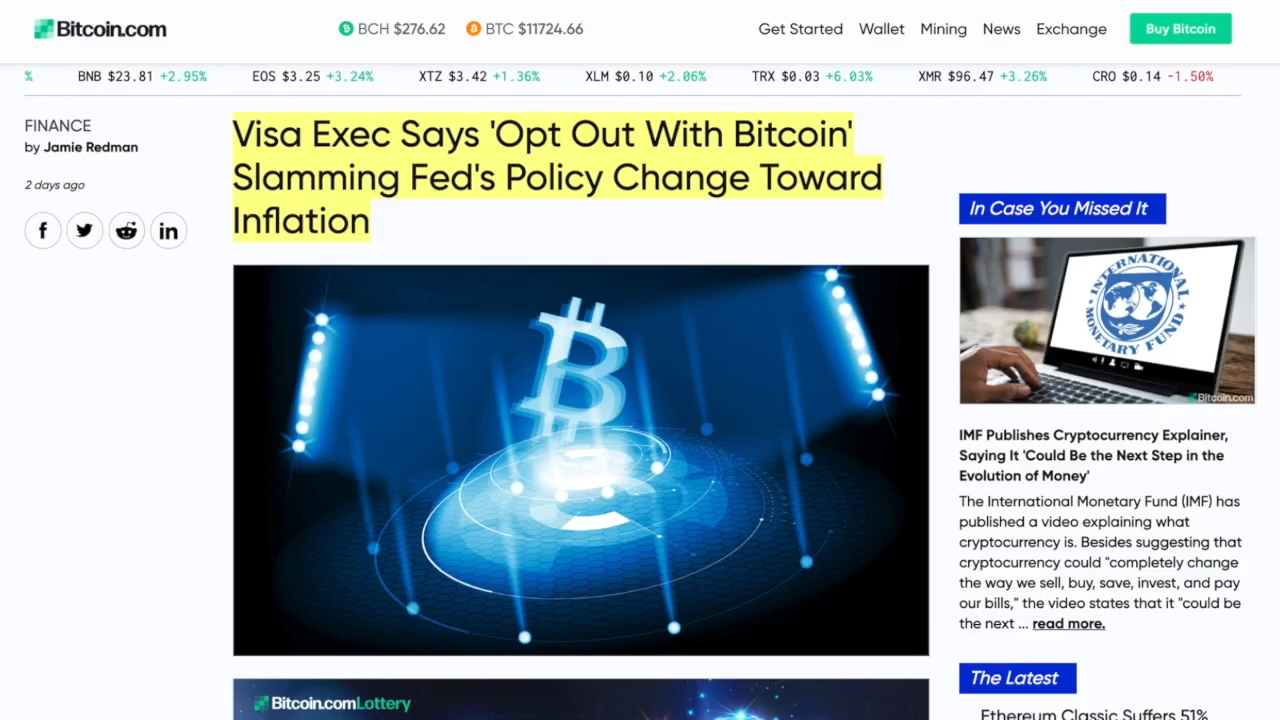 Bitcoin.com
BCH $276.62 BTC $11724.66
Get Started Wallet Mining News Exchange Buy Bitcoin
% BNB $23.81 +2.95% EOS $3.25 +3.24% XTZ $3.42 +1.36% XLM $0.10 +2.06% TRX $0.03 +6.03% XMR $96.47 +3.26% CRO $0.14 -1.50%
FINANCE
by Jamie Redman
2 days ago
Visa Exec Says 'Opt Out With Bitcoin'
Slamming Fed's Policy Change Toward
Inflation
In Case You Missed It
INTERNATIONAL
MONETARY FUND
Bitcoin.com
IMF Publishes Cryptocurrency Explainer,
Saying It 'Could Be the Next Step in the
Evolution of Money'
The International Monetary Fund (IMF) has
published a video explaining what
cryptocurrency is. Besides suggesting that
cryptocurrency could "completely change
the way we sell, buy, save, invest, and pay
our bills," the video states that it "could be
the next ... read more.
The Latest
Ethereum Classic Suffers 51%
Bitcoin.comLottery